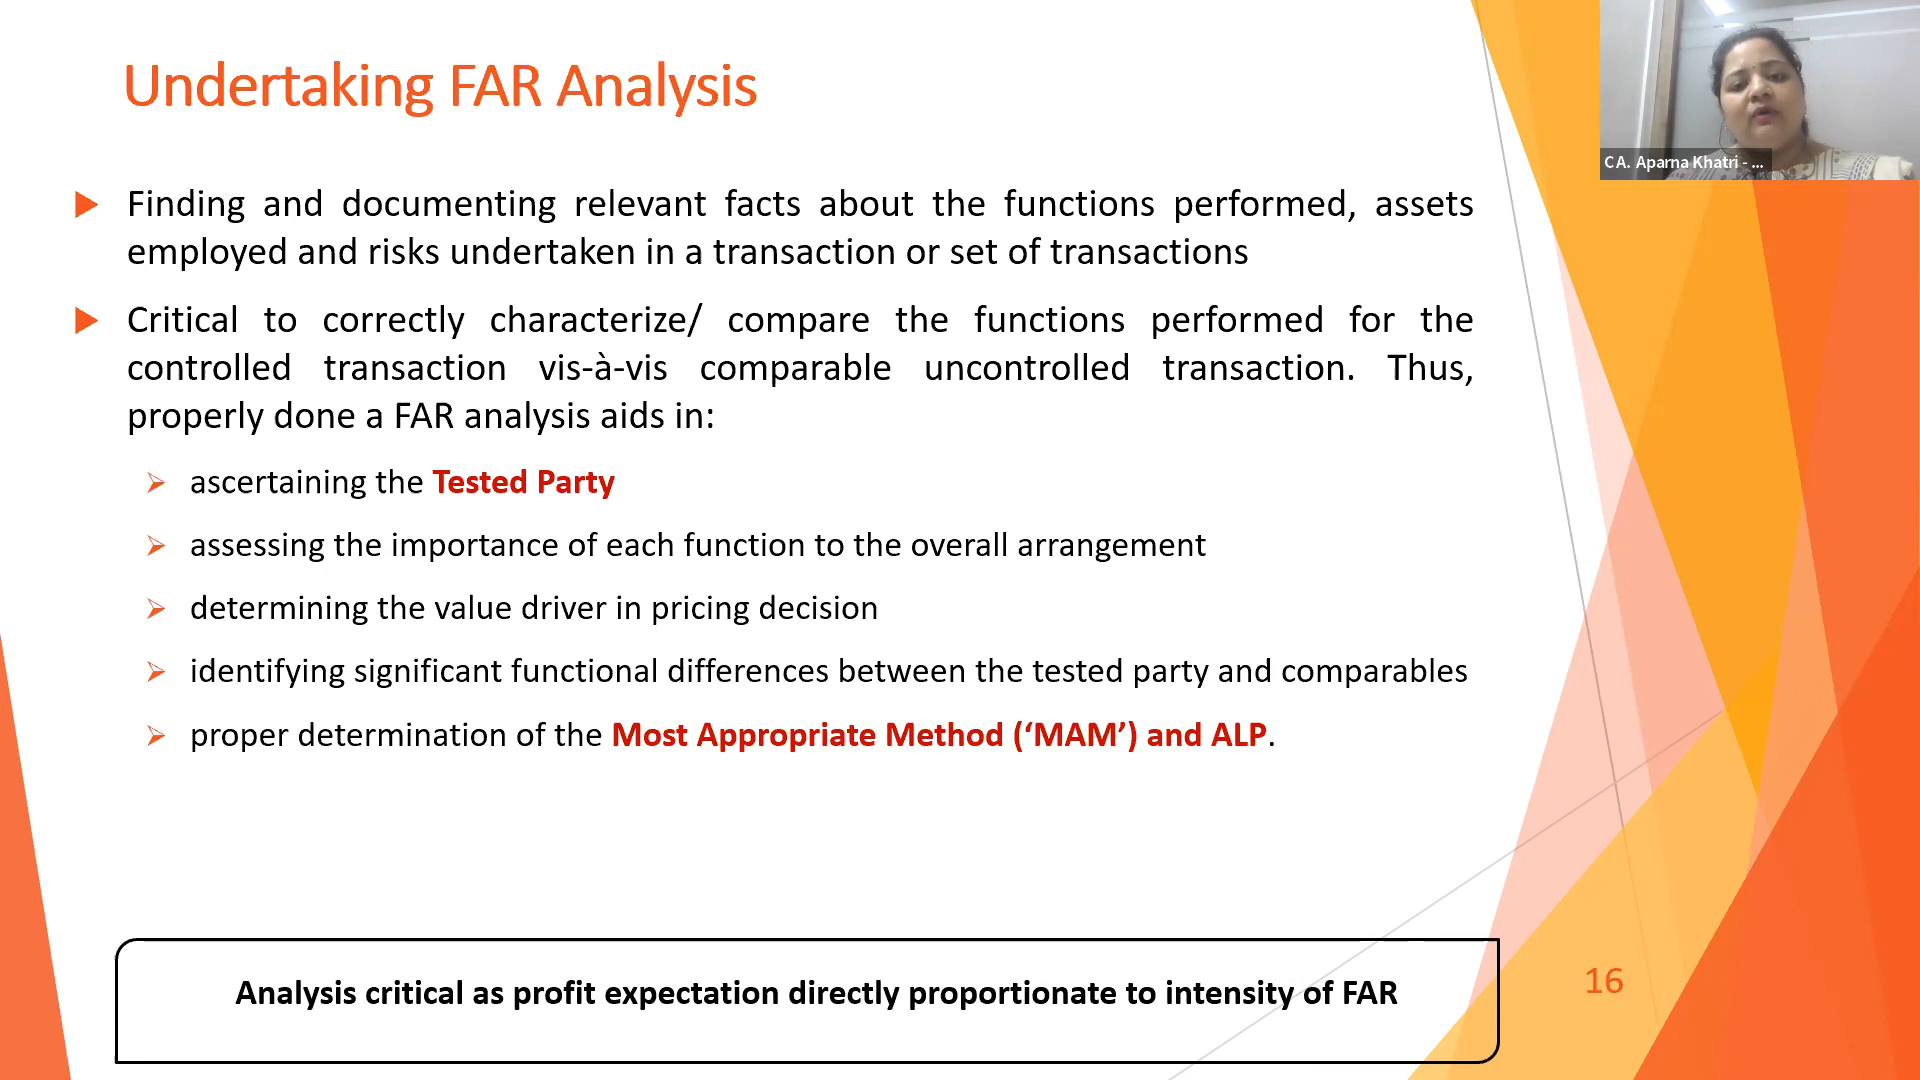 Undertaking FAR Analysis
CA. Aparna Khatri - ...
Finding and documenting relevant facts about the functions performed, assets
employed and risks undertaken in a transaction or set of transactions
Critical to correctly characterize/ compare the functions performed for the
controlled transaction vis-à-vis comparable uncontrolled transaction. Thus,
properly done a FAR analysis aids in:
ascertaining the Tested Party
assessing the importance of each function to the overall arrangement
determining the value driver in pricing decision
identifying significant functional differences between the tested party and comparables
proper determination of the Most Appropriate Method (‘MAM’) and ALP.
Analysis critical as profit expectation directly proportionate to intensity of FAR
16